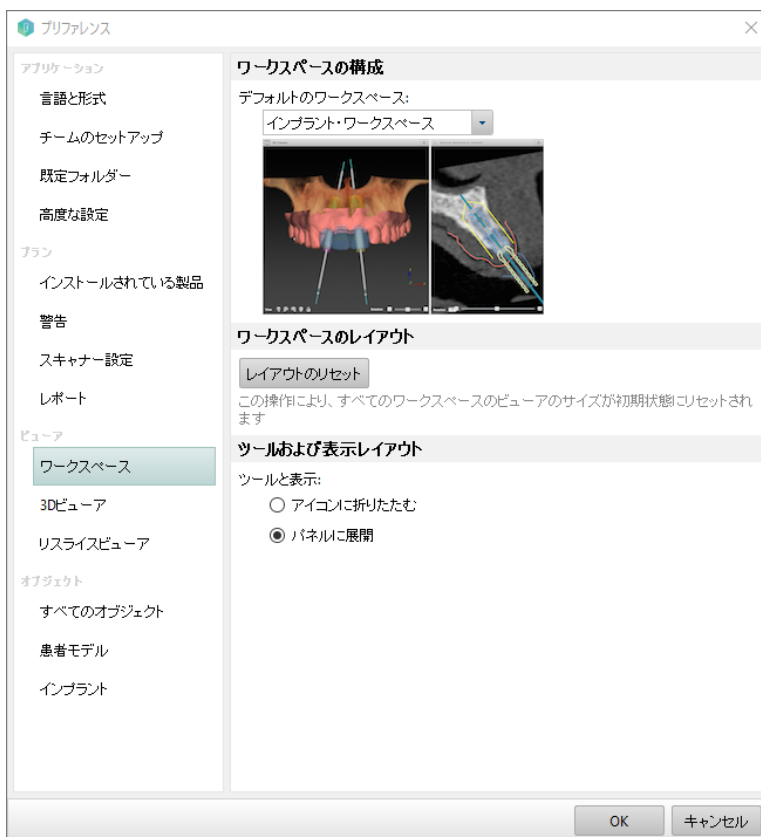 プリファレンス
アプリケーション
言語と形式
チームのセットアップ
既定フォルダー
高度な設定
プラン
インストールされている製品
警告
スキャナー設定
レポート
ビューア
ワークスペース
3Dビューア
リスライスビューア
オブジェクト
すべてのオブジェクト
患者モデル
インプラント
ワークスペースの構成
デフォルトのワークスペース:
インプラント・ワークスペース
ワークスペースのレイアウト
レイアウトのリセット
この操作により、すべてのワークスペースのビューアのサイズが初期状態にリセットされ
ます
ツールおよび表示レイアウト
ツールと表示:
アイコンに折りたたむ
パネルに展開
OK
キャンセル